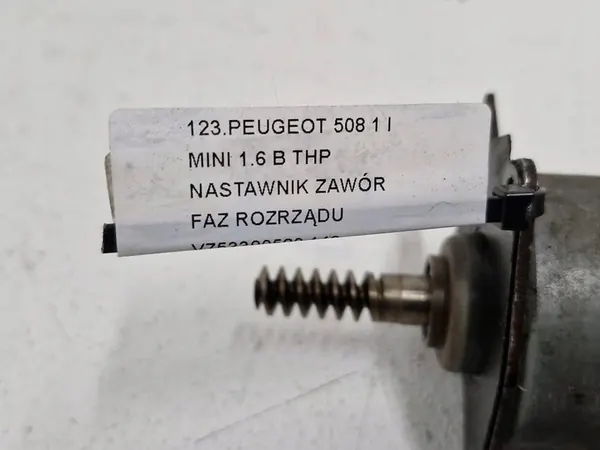 123.PEUGEOT 508 1 I
MINI 1.6 B THP
NASTAWNIK ZAWÓR
FAZ ROZRZĄDU